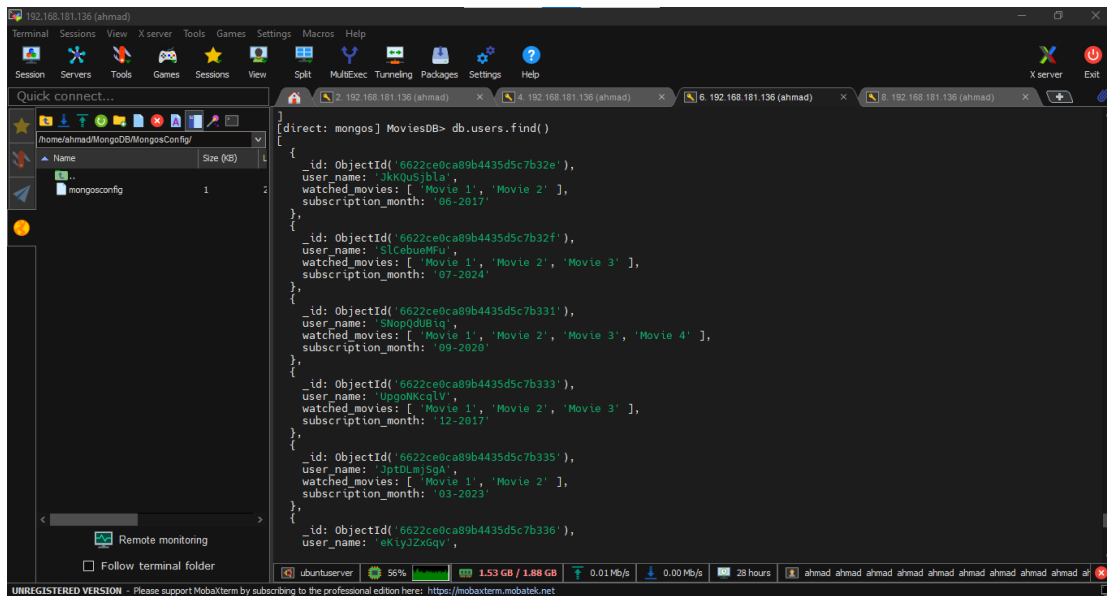 192.168.181.136 (ahmad)
Terminal Sessions View X server Tools Games Settings Macros Help
Session Servers Tools Games Sessions View Split MultiExec Tunneling Packages Settings Help X server Exit
Quick connect...
2. 192.168.181.136 (ahmad) 4. 192.168.181.136 (ahmad) 6. 192.168.181.136 (ahmad) 8. 192.168.181.136 (ahmad)
/home/ahmad/MongoDB/MongosConfig/
Name Size (KB) L
..
mongosconfig 1 2
]
[direct: mongos] MoviesDB> db.users.find()
[
{
_id: ObjectId('6622ce0ca89b4435d5c7b32e'),
user_name: 'JkKQuSjbla',
watched_movies: [ 'Movie 1', 'Movie 2' ],
subscription_month: '06-2017'
},
{
_id: ObjectId('6622ce0ca89b4435d5c7b32f'),
user_name: 'SlCebueMFu',
watched_movies: [ 'Movie 1', 'Movie 2', 'Movie 3' ],
subscription_month: '07-2024'
},
{
_id: ObjectId('6622ce0ca89b4435d5c7b331'),
user_name: 'SNopQdUBiq',
watched_movies: [ 'Movie 1', 'Movie 2', 'Movie 3', 'Movie 4' ],
subscription_month: '09-2020'
},
{
_id: ObjectId('6622ce0ca89b4435d5c7b333'),
user_name: 'UpgoNKcqlV',
watched_movies: [ 'Movie 1', 'Movie 2', 'Movie 3' ],
subscription_month: '12-2017'
},
{
_id: ObjectId('6622ce0ca89b4435d5c7b335'),
user_name: 'JptDLmjSgA',
watched_movies: [ 'Movie 1', 'Movie 2' ],
subscription_month: '03-2023'
},
{
_id: ObjectId('6622ce0ca89b4435d5c7b336'),
user_name: 'eKiyJZxGqv',
Remote monitoring
Follow terminal folder
ubuntuserver 56% 1.53 GB / 1.88 GB 0.01 Mb/s 0.00 Mb/s 28 hours ahmad ahmad ahmad ahmad ahmad ahmad ahmad ahmad ahmad
UNREGISTERED VERSION - Please support MobaXterm by subscribing to the professional edition here: https://mobaxterm.mobatek.net